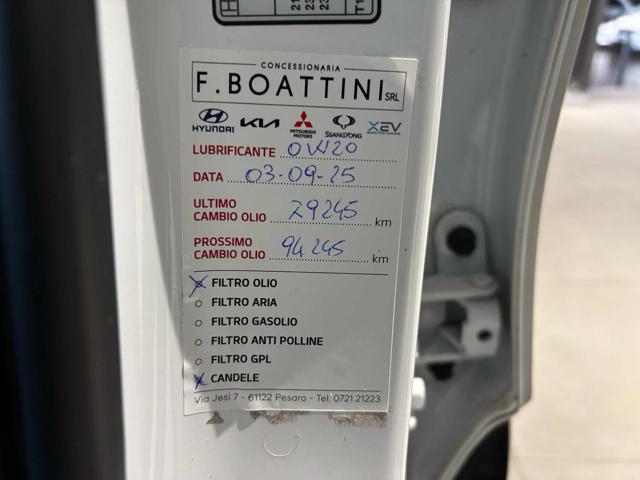 CONCESSIONARIA
F.BOATTINI SRL
HYUNDAI KIA MITSUBISHI MOTORS SSANGYONG XEV
LUBRIFICANTE 0W20
DATA 03-09-25
ULTIMO
CAMBIO OLIO 79245 km
PROSSIMO
CAMBIO OLIO 94245 km
FILTRO OLIO
FILTRO ARIA
FILTRO GASOLIO
FILTRO ANTI POLLINE
FILTRO GPL
CANDELE
Via Jesi 7 - 61122 Pesaro - Tel. 0721.21223